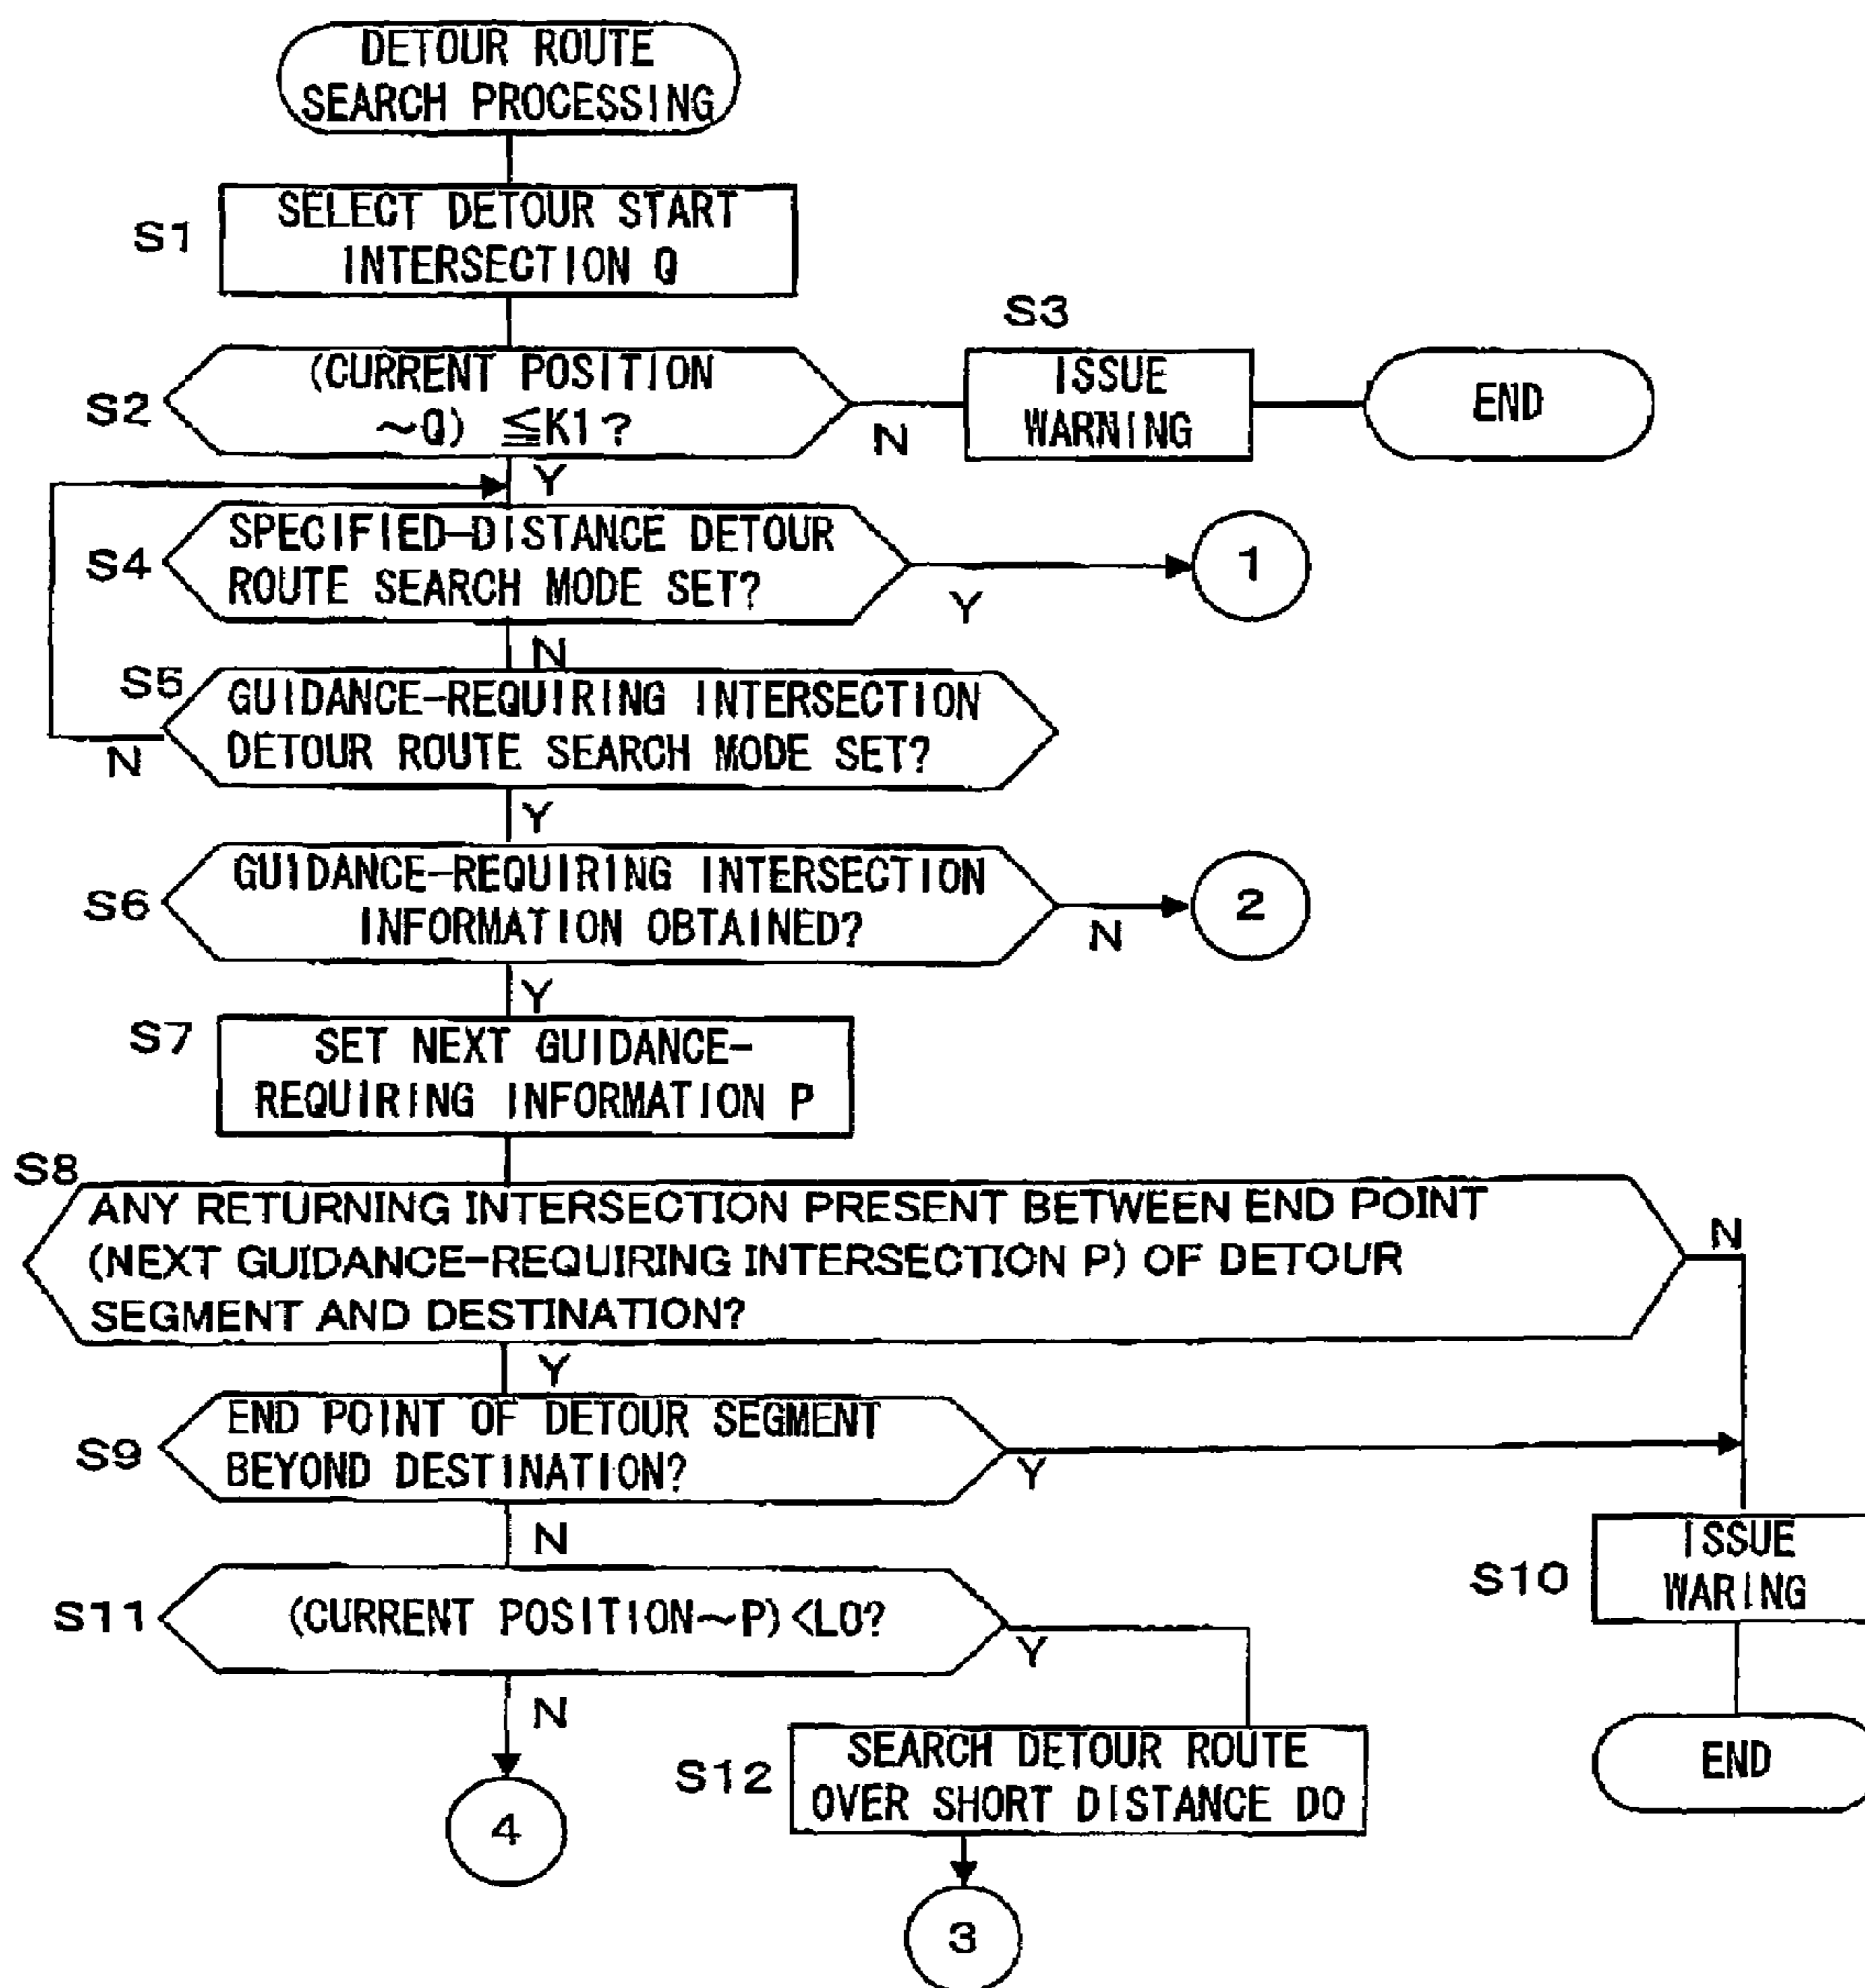 DETOUR ROUTE
SEARCH PROCESSING
S1
SELECT DETOUR START
INTERSECTION Q
S2
(CURRENT POSITION
~Q) ≦K1?
N
S3
ISSUE
WARNING
END
Y
S4
SPECIFIED-DISTANCE DETOUR
ROUTE SEARCH MODE SET?
Y
1
N
S5
GUIDANCE-REQUIRING INTERSECTION
DETOUR ROUTE SEARCH MODE SET?
N
Y
S6
GUIDANCE-REQUIRING INTERSECTION
INFORMATION OBTAINED?
N
2
Y
S7
SET NEXT GUIDANCE-
REQUIRING INFORMATION P
S8
ANY RETURNING INTERSECTION PRESENT BETWEEN END POINT
(NEXT GUIDANCE-REQUIRING INTERSECTION P) OF DETOUR
SEGMENT AND DESTINATION?
N
Y
S9
END POINT OF DETOUR SEGMENT
BEYOND DESTINATION?
Y
N
S10
ISSUE
WARING
END
S11
(CURRENT POSITION~P)<L0?
Y
N
S12
SEARCH DETOUR ROUTE
OVER SHORT DISTANCE D0
4
3